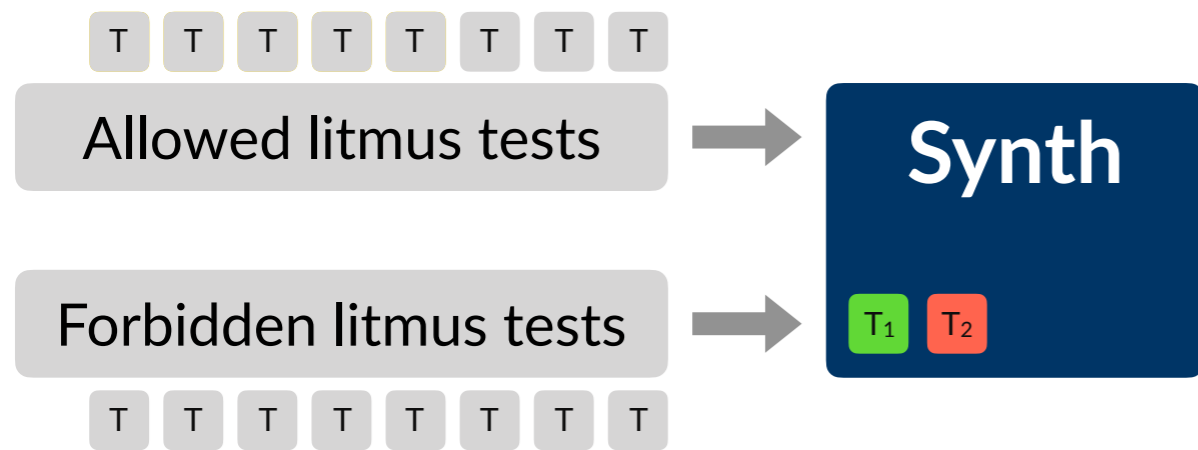 T T T T T T T T
Allowed litmus tests
Synth
Forbidden litmus tests
T₁ T₂
T T T T T T T T